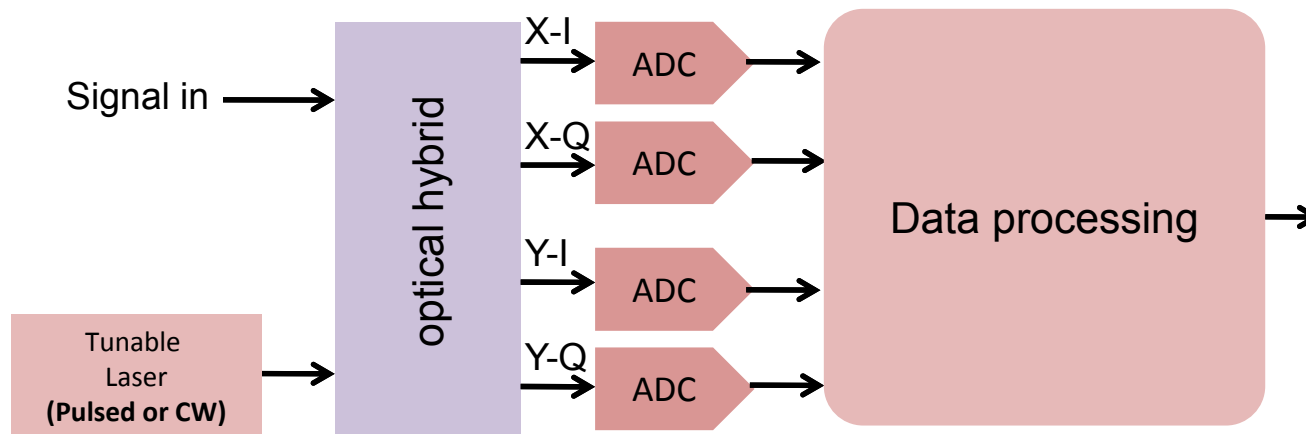 Signal in
optical hybrid
X-I
ADC
X-Q
ADC
Y-I
ADC
Y-Q
ADC
Data processing
Tunable
Laser
(Pulsed or CW)